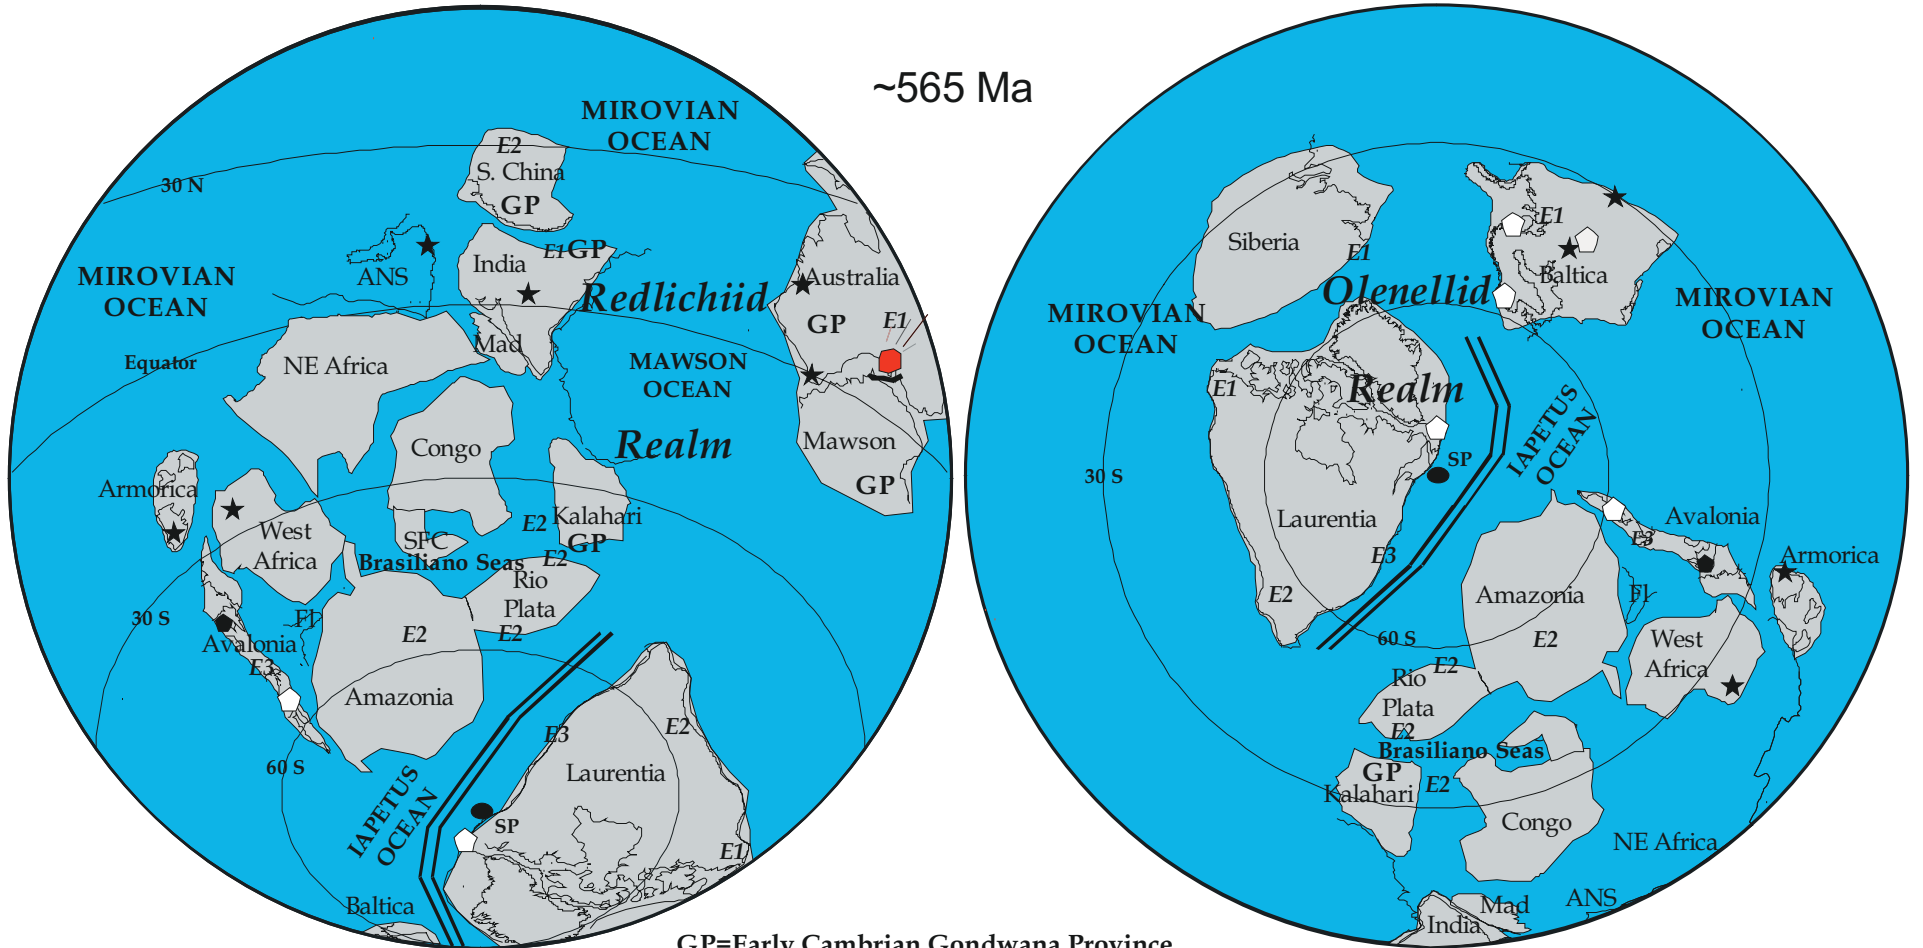 ~565 Ma
MIROVIAN
OCEAN
30 N
E2
S. China
GP
MIROVIAN
OCEAN
ANS
India
E1 GP
Redlichiid
Australia
GP
E1
Equator
NE Africa
Mad
MAWSON
OCEAN
Realm
Congo
Mawson
GP
Armorica
West
Africa
SFC
E2
Kalahari
GP
Brasiliano Seas
E2
Rio
Plata
E2
30 S
Fl
Avalonia
E3
E2
Amazonia
60 S
E3
E2
Laurentia
IAPETUS
OCEAN
SP
E1
Baltica
GP=Early Cambrian Gondwana Province
Siberia
E1
E1
Baltica
Olenellid
MIROVIAN
OCEAN
MIROVIAN
OCEAN
E1
Realm
IAPETUS
OCEAN
SP
30 S
Laurentia
E3
E2
Avalonia
E3
Armorica
Amazonia
E2
Fl
60 S
West
Africa
Rio
Plata
E2
E2
Brasiliano Seas
GP
Kalahari
E2
Congo
NE Africa
ANS
Mad
India